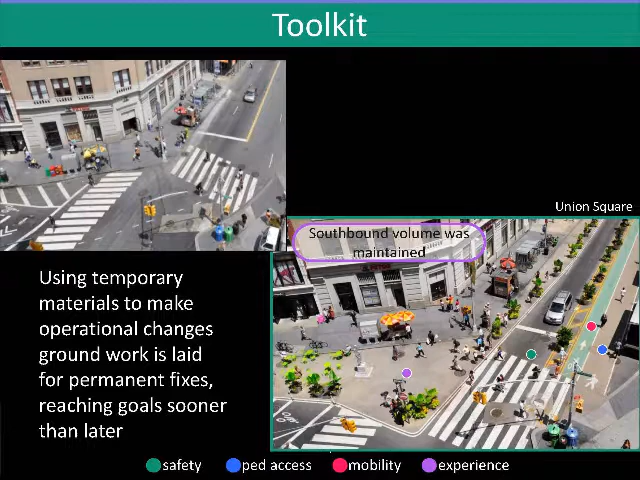 Toolkit
Union Square
Southbound volume was
maintained
Using temporary
materials to make
operational changes
ground work is laid
for permanent fixes,
reaching goals sooner
than later
safety
ped access
mobility
experience